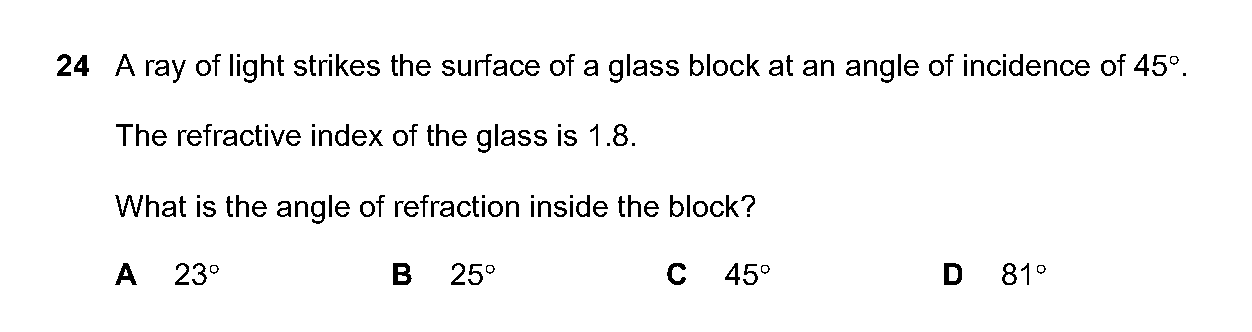 24 A ray of light strikes the surface of a glass block at an angle of incidence of 45°.
The refractive index of the glass is 1.8.
What is the angle of refraction inside the block?
A 23° B 25° C 45° D 81°